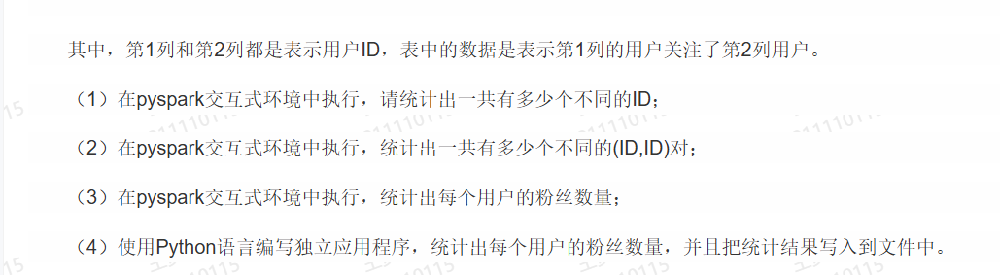 其中，第1列和第2列都是表示用户ID，表中的数据是表示第1列的用户关注了第2列用户。
（1）在pyspark交互式环境中执行，请统计出一共有多少个不同的ID；
（2）在pyspark交互式环境中执行，统计出一共有多少个不同的(ID,ID)对；
（3）在pyspark交互式环境中执行，统计出每个用户的粉丝数量；
（4）使用Python语言编写独立应用程序，统计出每个用户的粉丝数量，并且把统计结果写入到文件中。